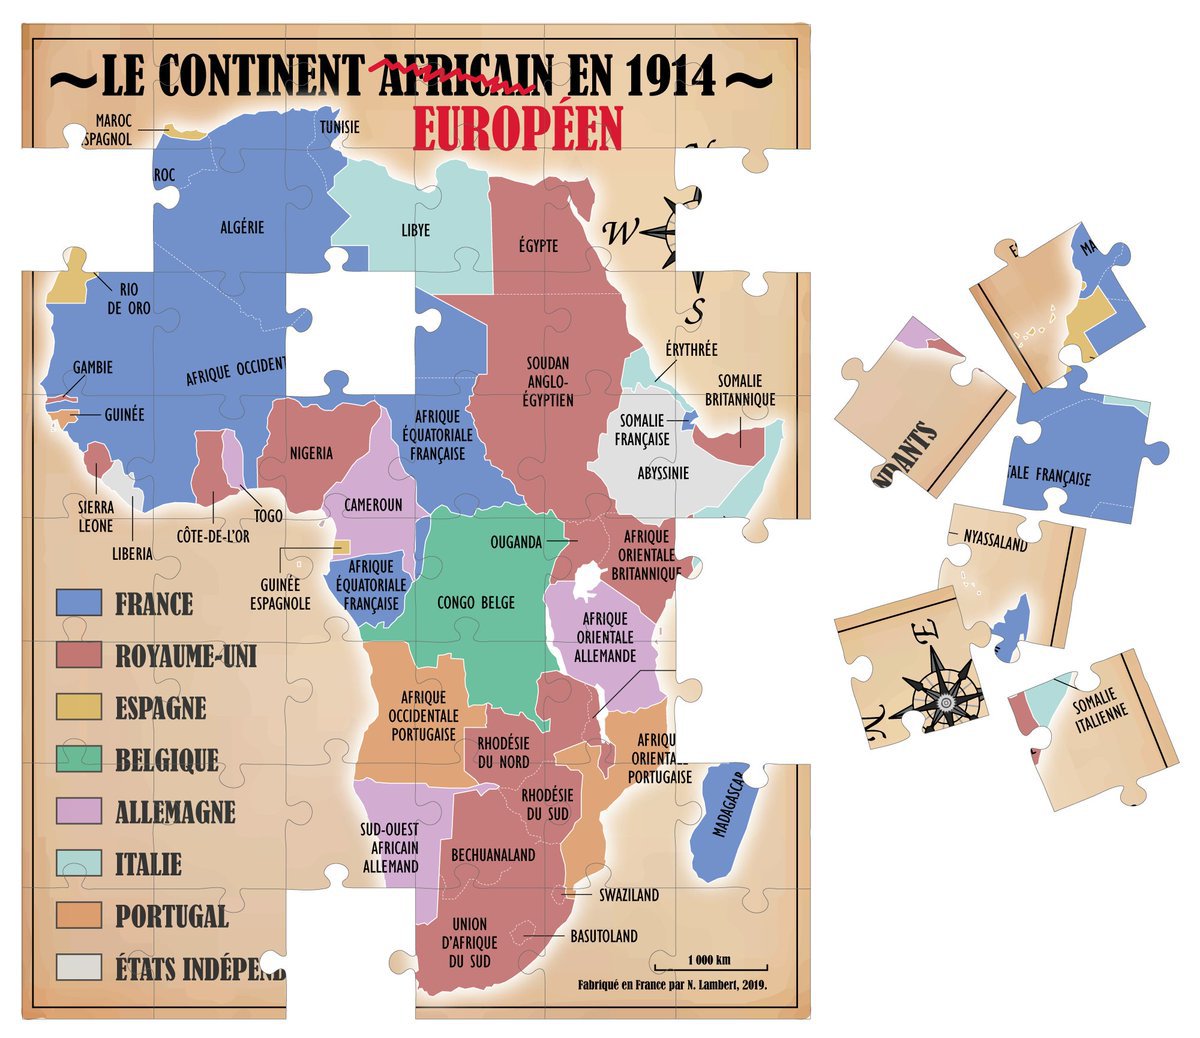 ~LE CONTINENT AFRICAIN EN 1914~
EUROPÉEN
MAROC
SPAGNOL
TUNISIE
ROC
ALGÉRIE
LIBYE
ÉGYPTE
W
S
RIO
DE ORO
GAMBIE
AFRIQUE OCCIDENT
GUINÉE
SOUDAN
ANGLO-
ÉGYPTIEN
ÉRYTHRÉE
SOMALIE
BRITANNIQUE
AFRIQUE
ÉQUATORIALE
FRANÇAISE
SOMALIE
FRANÇAISE
NIGERIA
ABYSSINIE
CAMEROUN
SIERRA
LEONE
TOGO
CÔTE-DE-L'OR
LIBERIA
OUGANDA
AFRIQUE
ORIENTALE
BRITANNIQUE
GUINÉE
ESPAGNOLE
AFRIQUE
ÉQUATORIALE
FRANÇAISE
CONGO BELGE
AFRIQUE
ORIENTALE
ALLEMANDE
AFRIQUE
OCCIDENTALE
PORTUGAISE
RHODÉSIE
DU NORD
AFRIQU
ORIENTA
PORTUGAISE
RHODÉSIE
DU SUD
MADAGASCAR
SUD-OUEST
AFRICAIN
ALLEMAND
BECHUANALAND
SWAZILAND
UNION
D'AFRIQUE
DU SUD
BASUTOLAND
FRANCE
ROYAUME-UNI
ESPAGNE
BELGIQUE
ALLEMAGNE
ITALIE
PORTUGAL
ÉTATS INDÉPEND
1 000 km
Fabriqué en France par N. Lambert, 2019.
MA
NDANTS
TALE FRANÇAISE
NYASSALAND
E
N
SOMALIE
ITALIENNE